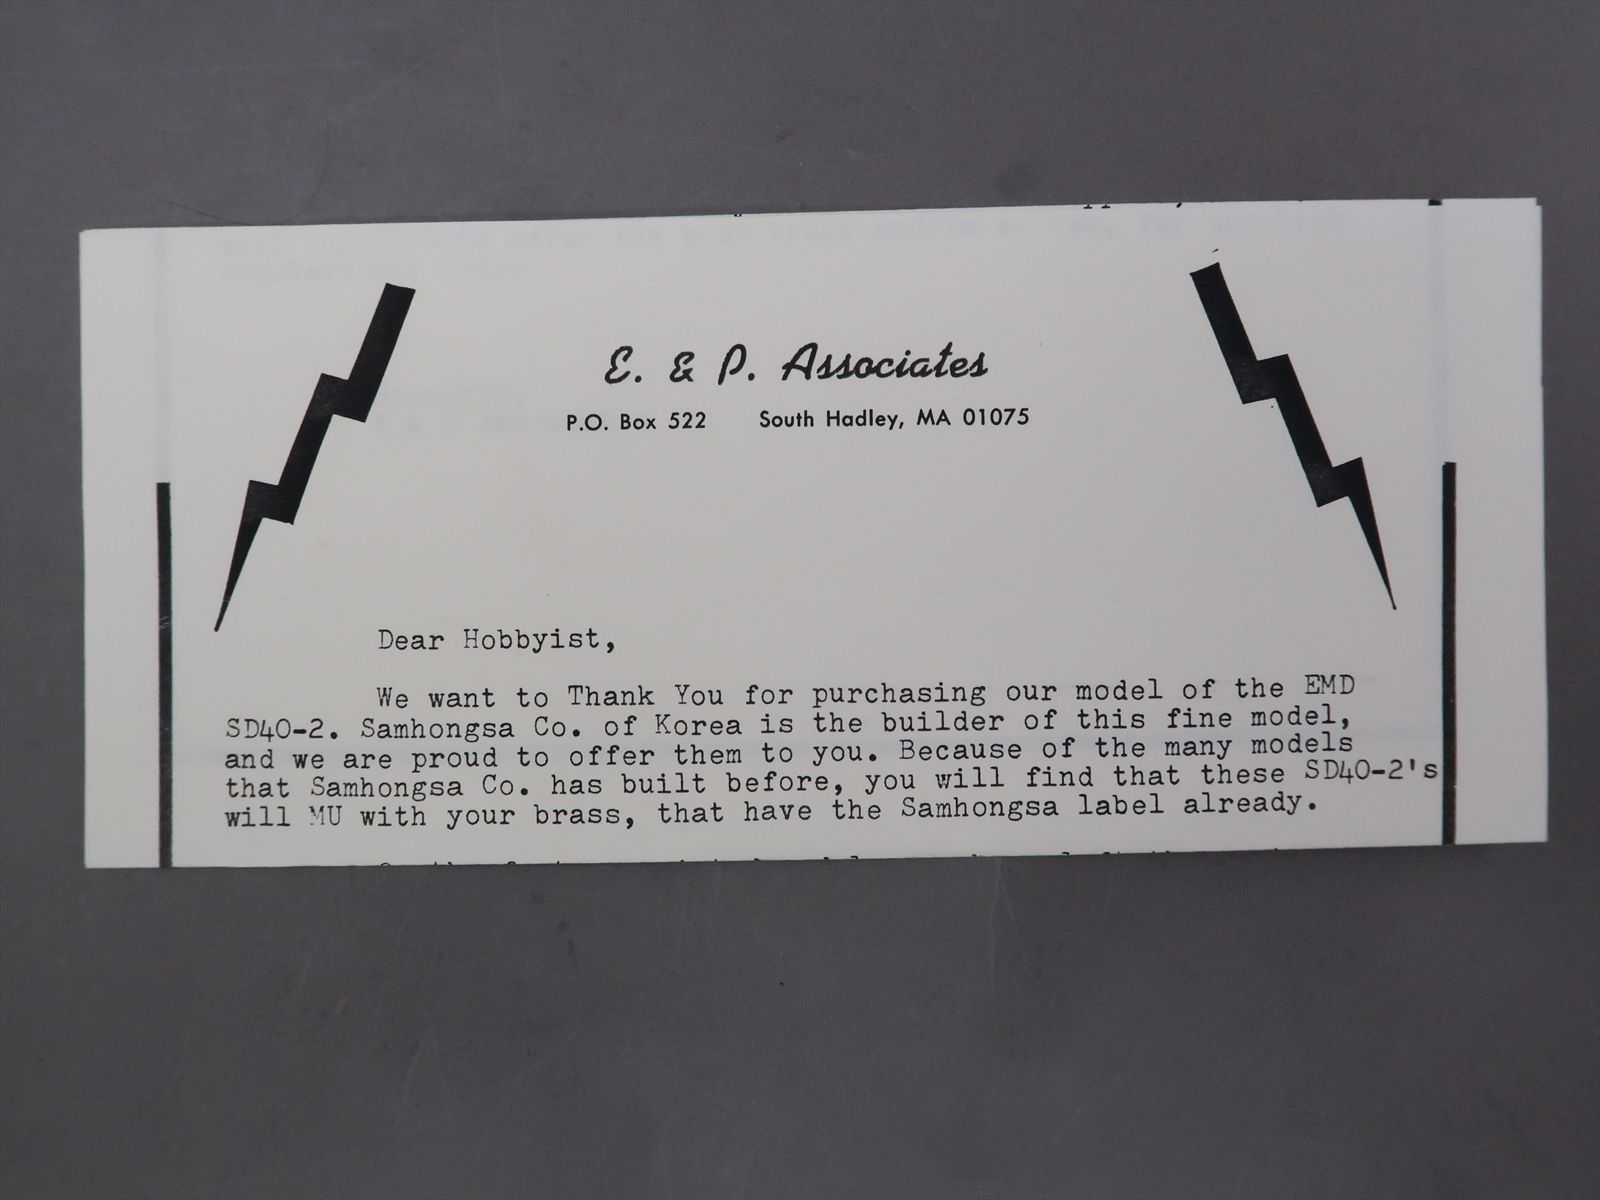 E. & P. Associates
P.O. Box 522 South Hadley, MA 01075
Dear Hobbyist,
We want to Thank You for purchasing our model of the EMD
SD40-2. Samhongsa Co. of Korea is the builder of this fine model,
and we are proud to offer them to you. Because of the many models
that Samhongsa Co. has built before, you will find that these SD40-2's
will MU with your brass, that have the Samhongsa label already.